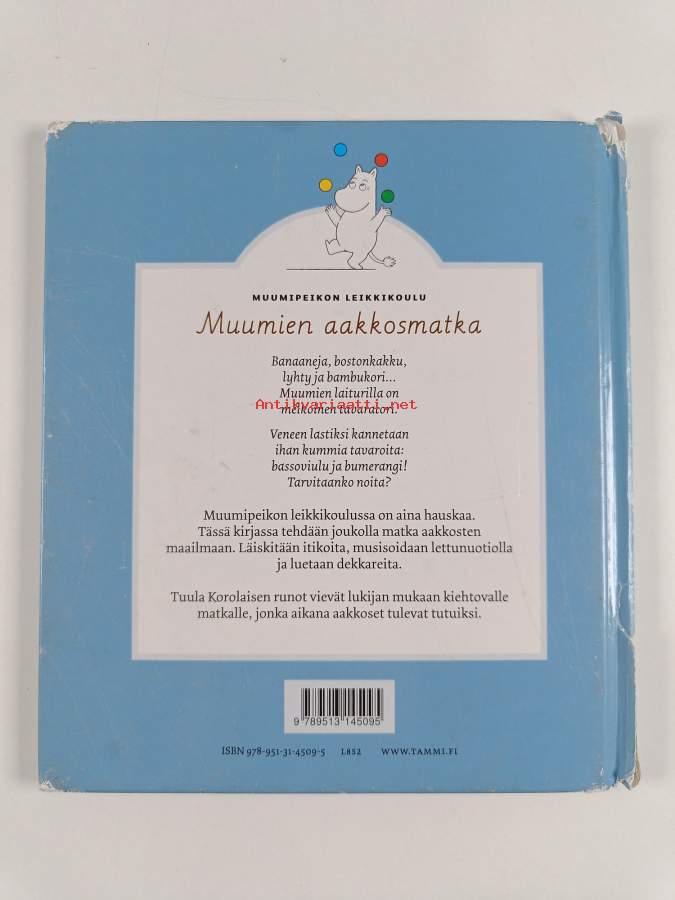 MUUMIPEIKON LEIKKIKOULU
Muumien aakkosmatka
Banaaneja, bostonkakku,
lyhty ja bambukori...
Muumien laiturilla on
Antikvariaatti.net
melkoinen tavaratori.
Veneen lastiksi kannetaan
ihan kummia tavaroita:
bassoviulu ja bumerangi!
Tarvitaanko noita?
Muumipeikon leikkikoulussa on aina hauskaa.
Tässä kirjassa tehdään joukolla matka aakkosten
maailmaan. Läiskitään itikoita, musisoidaan lettunuotiolla
ja luetaan dekkareita.
Tuula Korolaisen runot vievät lukijan mukaan kiehtovalle
matkalle, jonka aikana aakkoset tulevat tutuiksi.
9 789513 145095
ISBN 978-951-31-4509-5 L852 WWW.TAMMI.FI